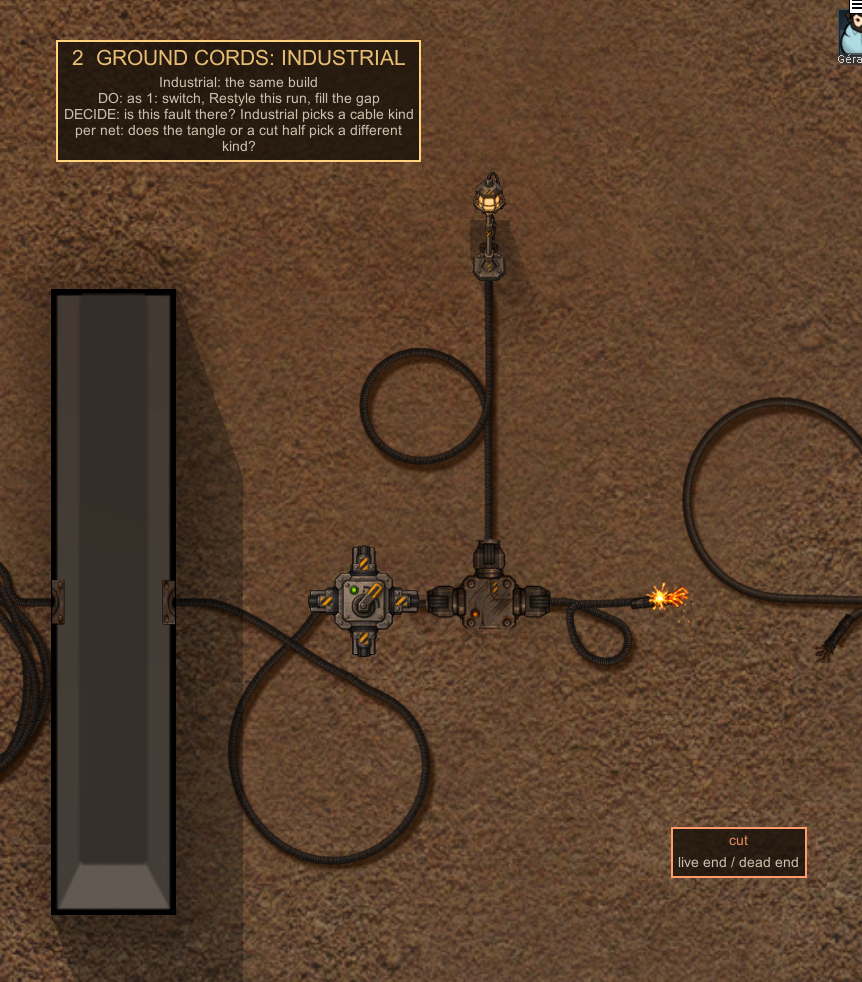 2 GROUND CORDS: INDUSTRIAL
Industrial: the same build
DO: as 1: switch, Restyle this run, fill the gap
DECIDE: is this fault there? Industrial picks a cable kind
per net: does the tangle or a cut half pick a different
kind?
Géra
cut
live end / dead end